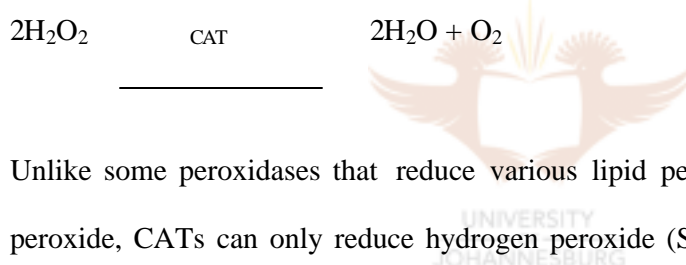 2H₂O₂ CAT 2H₂O + O₂
Unlike some peroxidases that reduce various lipid
UNIVERSITY
peroxide, CATs can only reduce hydrogen peroxide
JOHANNESBURG